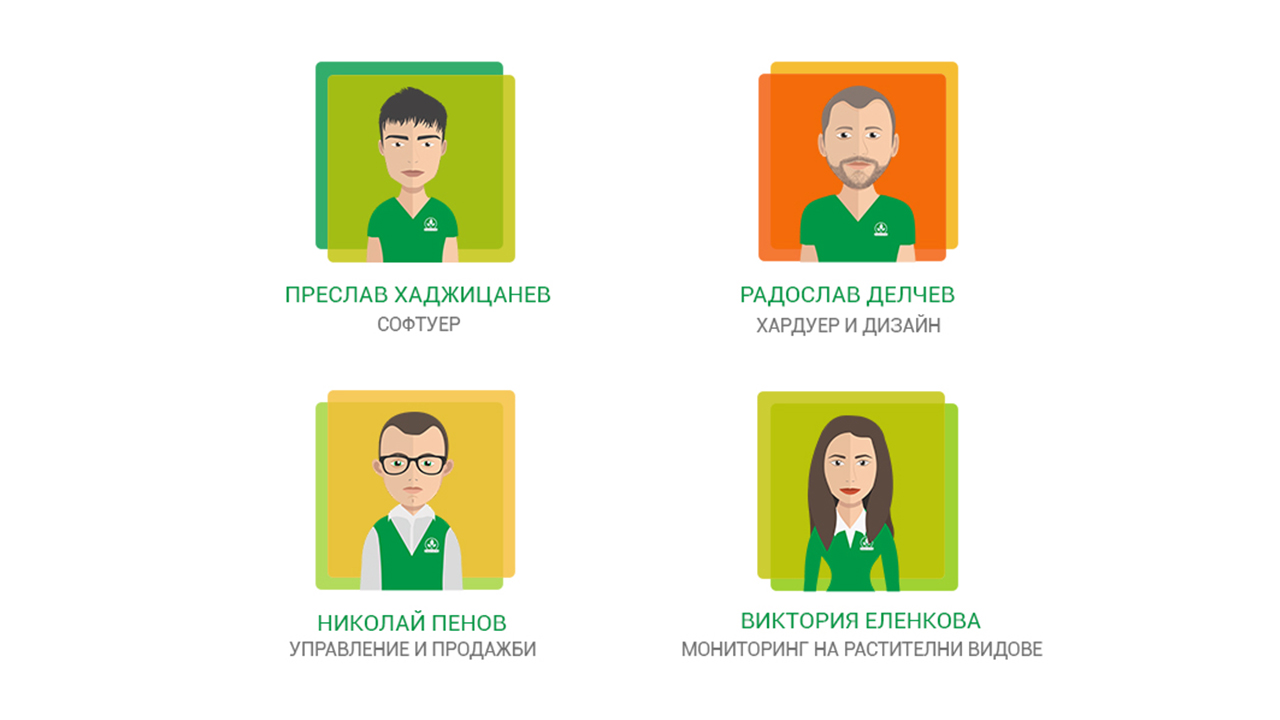 ПРЕСЛАВ ХАДЖИЦАНЕВ
СОФТУЕР
РАДОСЛАВ ДЕЛЧЕВ
ХАРДУЕР И ДИЗАЙН
НИКОЛАЙ ПЕНОВ
УПРАВЛЕНИЕ И ПРОДАЖБИ
ВИКТОРИЯ ЕЛЕНКОВА
МОНИТОРИНГ НА РАСТИТЕЛНИ ВИДОВЕ